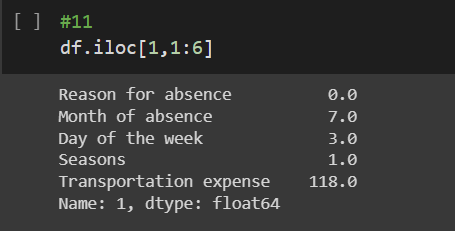 [ ] #11
df.iloc[1,1:6]
Reason for absence 0.0
Month of absence 7.0
Day of the week 3.0
Seasons 1.0
Transportation expense 118.0
Name: 1, dtype: float64